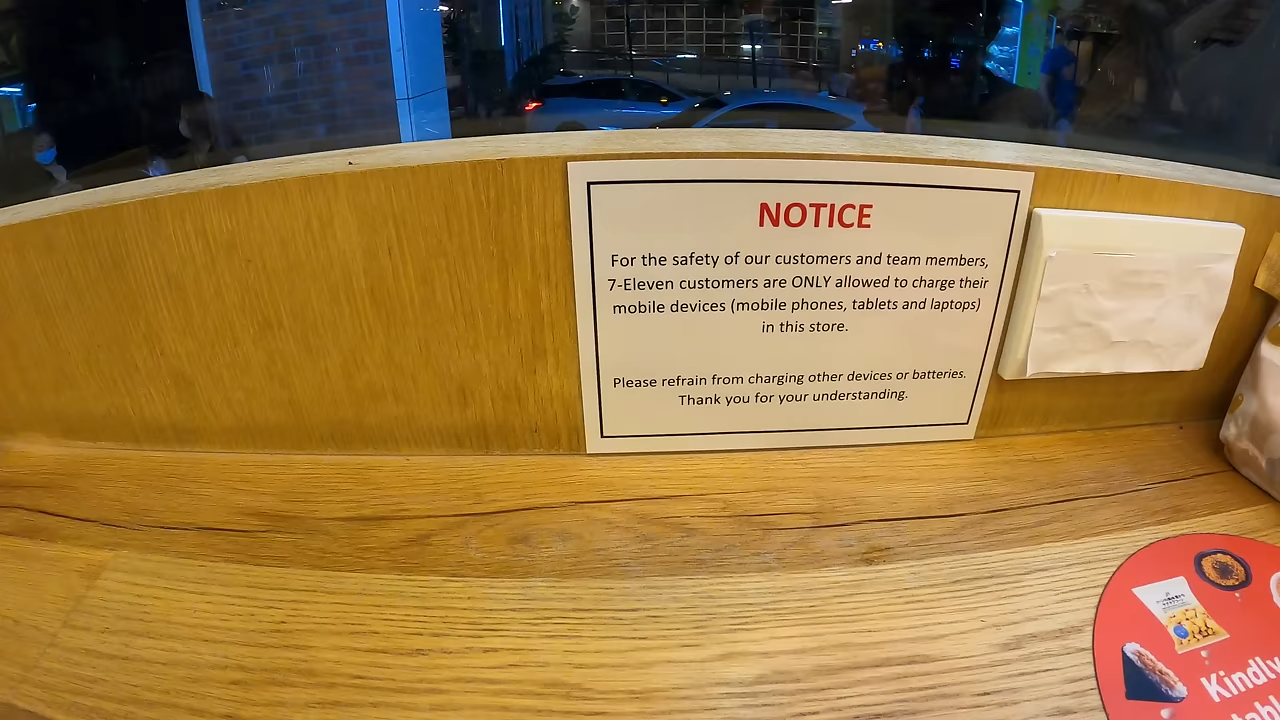 NOTICE
For the safety of our customers and team members,
7-Eleven customers are ONLY allowed to charge their
mobile devices (mobile phones, tablets and laptops)
in this store.
Please refrain from charging other devices or batteries.
Thank you for your understanding.
Kindly